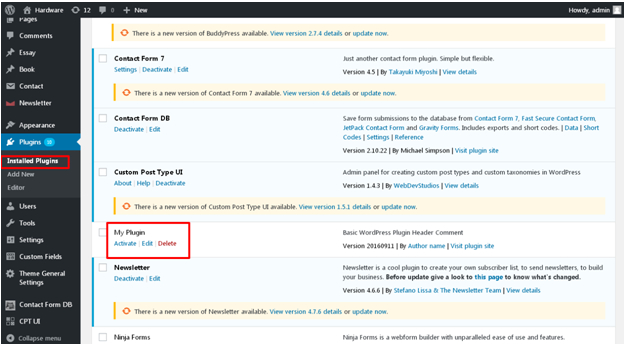 Hardware 12 0 + New Howdy, admin
Pages
Comments
Essay
Book
Contact
Newsletter
Appearance
Plugins
Installed Plugins
Add New
Editor
Users
Tools
Settings
Custom Fields
Theme General
Settings
Contact Form DB
CPT UI
Collapse menu
There is a new version of BuddyPress available. View version 2.7.4 details or update now.
Contact Form 7
Settings | Deactivate | Edit
Just another contact form plugin. Simple but flexible.
Version 4.5 | By Takayuki Miyoshi | View details
There is a new version of Contact Form 7 available. View version 4.6 details or update now.
Contact Form DB
Deactivate | Edit
Save form submissions to the database from Contact Form 7, Fast Secure Contact Form,
JetPack Contact Form and Gravity Forms. Includes exports and short codes. | Data | Short
Codes | Settings | Reference
Version 2.10.22 | By Michael Simpson | Visit plugin site
Custom Post Type UI
About | Help | Deactivate
Admin panel for creating custom post types and custom taxonomies in WordPress
Version 1.4.3 | By WebDevStudios | View details
There is a new version of Custom Post Type UI available. View version 1.5.1 details or update now.
My Plugin
Activate | Edit | Delete
Basic WordPress Plugin Header Comment
Version 20160911 | By Author name | Visit plugin site
Newsletter
Deactivate | Edit
Newsletter is a cool plugin to create your own subscriber list, to send newsletters, to build
your business. Before update give a look to this page to know what's changed.
Version 4.6.6 | By Stefano Lissa & The Newsletter Team | View details
There is a new version of Newsletter available. View version 4.7.6 details or update now.
Ninja Forms
Ninja Forms is a webform builder with unparalleled ease of use and features.